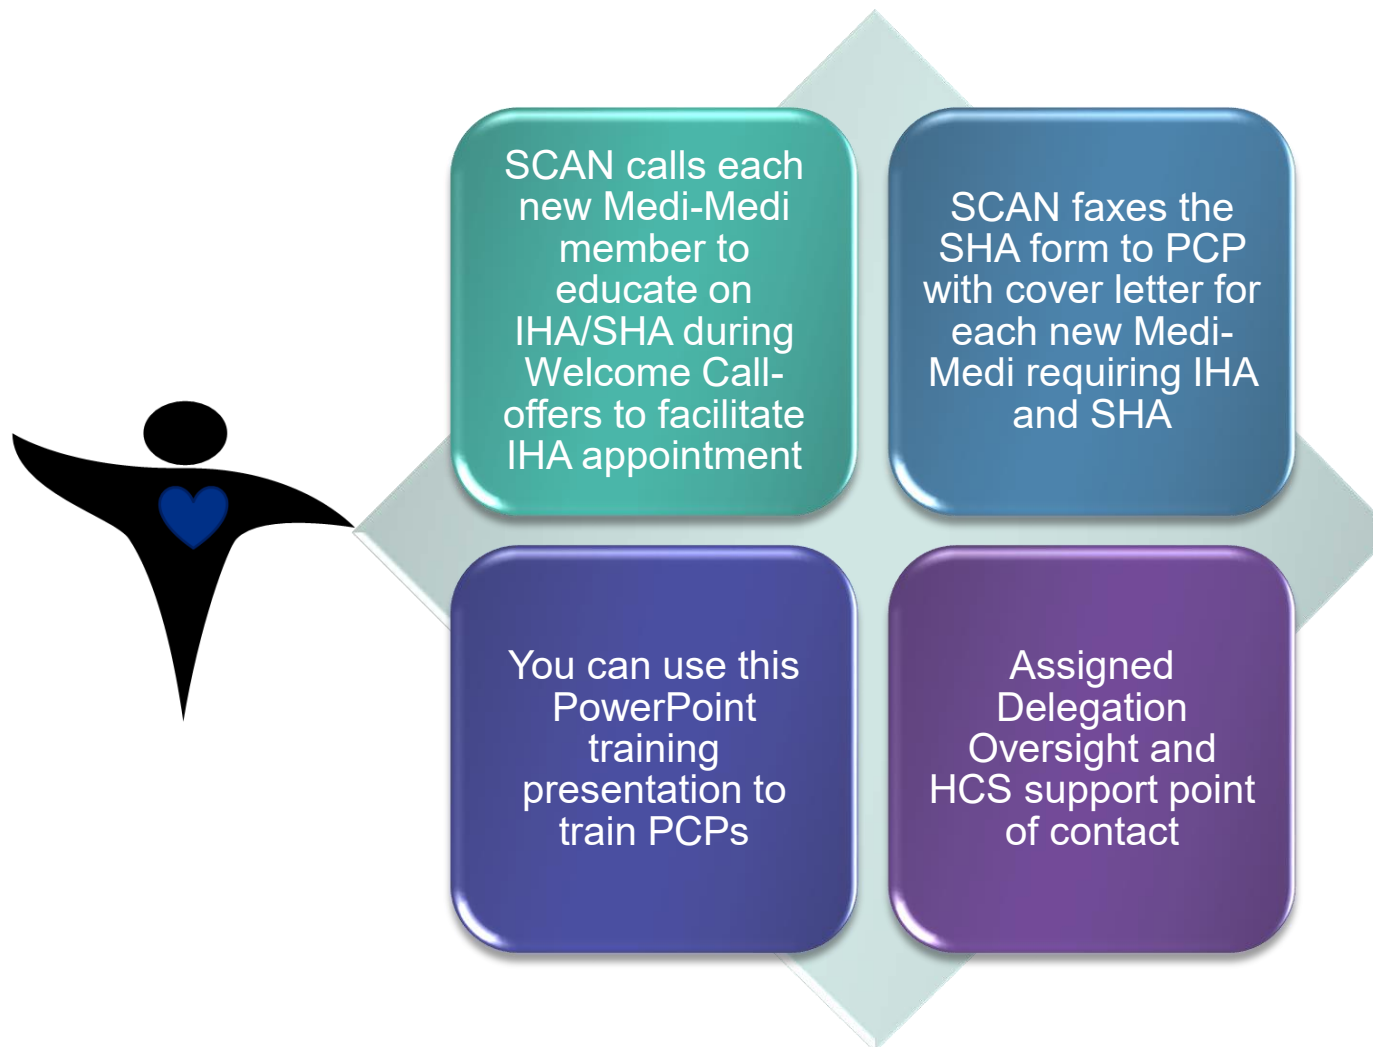 SCAN calls each
new Medi-Medi
member to
educate on
IHA/SHA during
Welcome Call-
offers to facilitate
IHA appointment
SCAN faxes the
SHA form to PCP
with cover letter for
each new Medi-
Medi requiring IHA
and SHA
You can use this
PowerPoint
training
presentation to
train PCPs
Assigned
Delegation
Oversight and
HCS support point
of contact